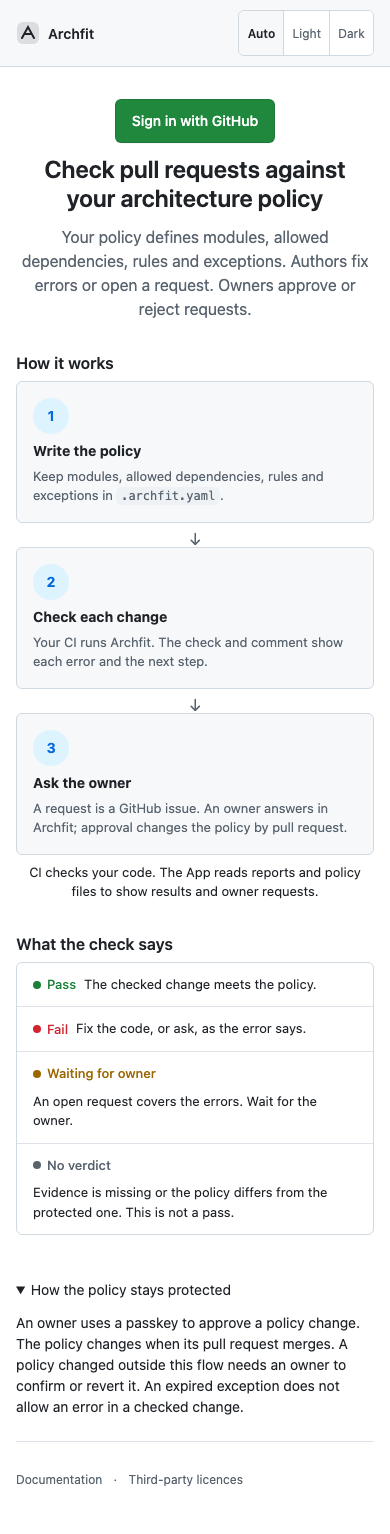 Archfit
Auto Light Dark
Sign in with GitHub
Check pull requests against
your architecture policy
Your policy defines modules, allowed
dependencies, rules and exceptions. Authors fix
errors or open a request. Owners approve or
reject requests.
How it works
1
Write the policy
Keep modules, allowed dependencies, rules and
exceptions in .archfit.yaml.
↓
2
Check each change
Your CI runs Archfit. The check and comment show
each error and the next step.
↓
3
Ask the owner
A request is a GitHub issue. An owner answers in
Archfit; approval changes the policy by pull request.
CI checks your code. The App reads reports and policy
files to show results and owner requests.
What the check says
Pass The checked change meets the policy.
Fail Fix the code, or ask, as the error says.
Waiting for owner
An open request covers the errors. Wait for the
owner.
No verdict
Evidence is missing or the policy differs from the
protected one. This is not a pass.
▼ How the policy stays protected
An owner uses a passkey to approve a policy change.
The policy changes when its pull request merges. A
policy changed outside this flow needs an owner to
confirm or revert it. An expired exception does not
allow an error in a checked change.
Documentation · Third-party licences